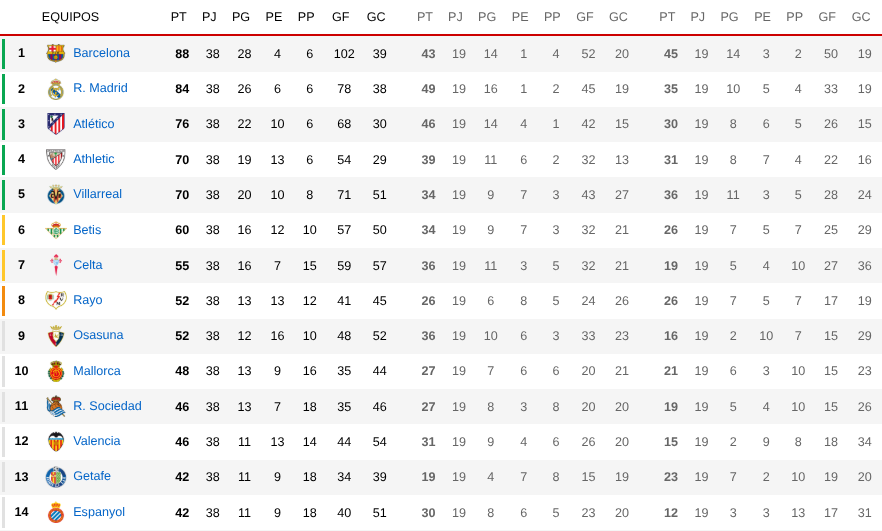 EQUIPOS PT PJ PG PE PP GF GC PT PJ PG PE PP GF GC PT PJ PG PE PP GF GC
1 Barcelona 88 38 28 4 6 102 39 43 19 14 1 4 52 20 45 19 14 3 2 50 19
2 R. Madrid 84 38 26 6 6 78 38 49 19 16 1 2 45 19 35 19 10 5 4 33 19
3 Atlético 76 38 22 10 6 68 30 46 19 14 4 1 42 15 30 19 8 6 5 26 15
4 Athletic 70 38 19 13 6 54 29 39 19 11 6 2 32 13 31 19 8 7 4 22 16
5 Villarreal 70 38 20 10 8 71 51 34 19 9 7 3 43 27 36 19 11 3 5 28 24
6 Betis 60 38 16 12 10 57 50 34 19 9 7 3 32 21 26 19 7 5 7 25 29
7 Celta 55 38 16 7 15 59 57 36 19 11 3 5 32 21 19 19 5 4 10 27 36
8 Rayo 52 38 13 13 12 41 45 26 19 6 8 5 24 26 26 19 7 5 7 17 19
9 Osasuna 52 38 12 16 10 48 52 36 19 10 6 3 33 23 16 19 2 10 7 15 29
10 Mallorca 48 38 13 9 16 35 44 27 19 7 6 6 20 21 21 19 6 3 10 15 23
11 R. Sociedad 46 38 13 7 18 35 46 27 19 8 3 8 20 20 19 19 5 4 10 15 26
12 Valencia 46 38 11 13 14 44 54 31 19 9 4 6 26 20 15 19 2 9 8 18 34
13 Getafe 42 38 11 9 18 34 39 19 19 4 7 8 15 19 23 19 7 2 10 19 20
14 Espanyol 42 38 11 9 18 40 51 30 19 8 6 5 23 20 12 19 3 3 13 17 31